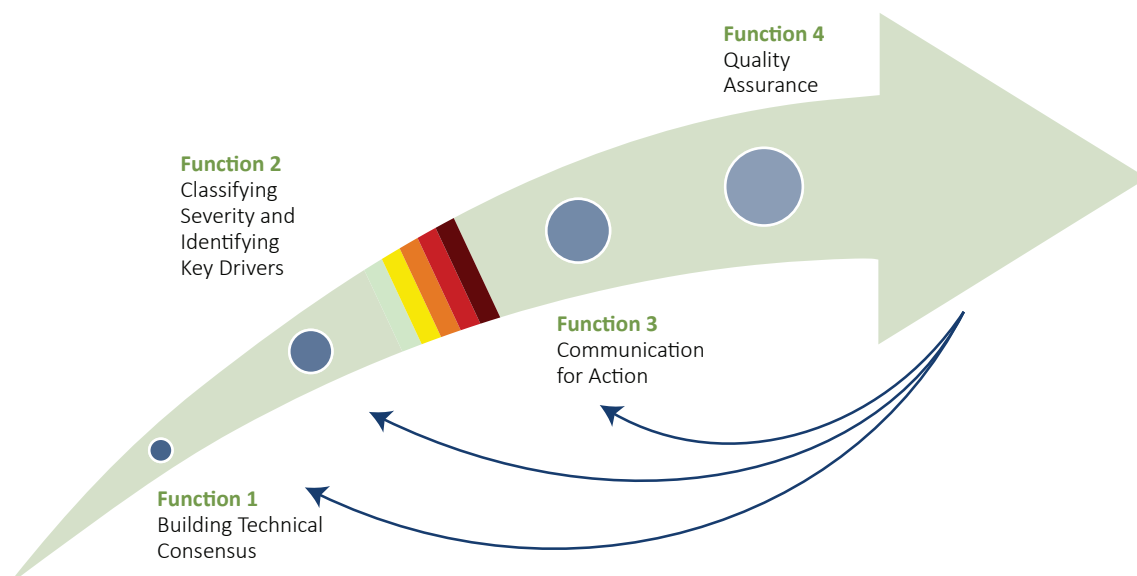 Function 1
Building Technical
Consensus
Function 2
Classifying
Severity and
Identifying
Key Drivers
Function 3
Communication
for Action
Function 4
Quality
Assurance